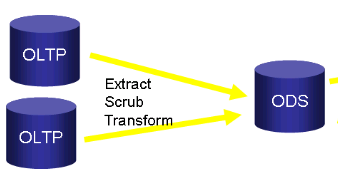 OLTP
Extract
Scrub
Transform
ODS
OLTP